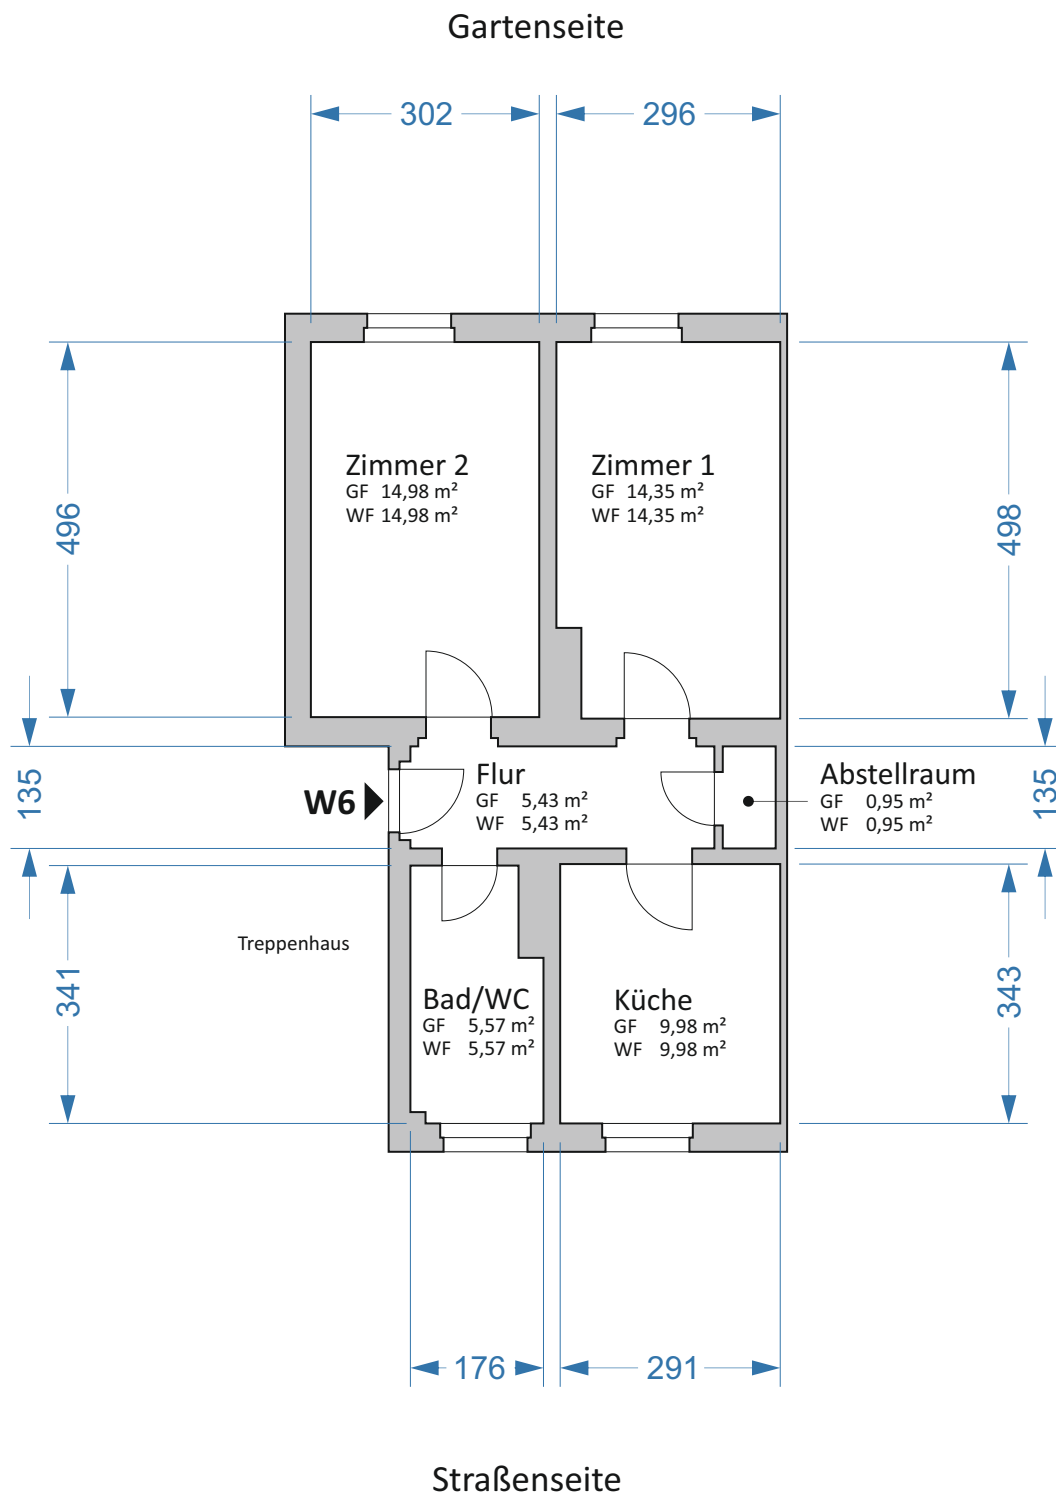 Gartenseite
302
296
Zimmer 2
GF 14,98 m²
WF 14,98 m²
Zimmer 1
GF 14,35 m²
WF 14,35 m²
496
498
135
W6
Flur
GF 5,43 m²
WF 5,43 m²
Abstellraum
GF 0,95 m²
WF 0,95 m²
135
Treppenhaus
341
Bad/WC
GF 5,57 m²
WF 5,57 m²
Küche
GF 9,98 m²
WF 9,98 m²
343
176
291
Straßenseite